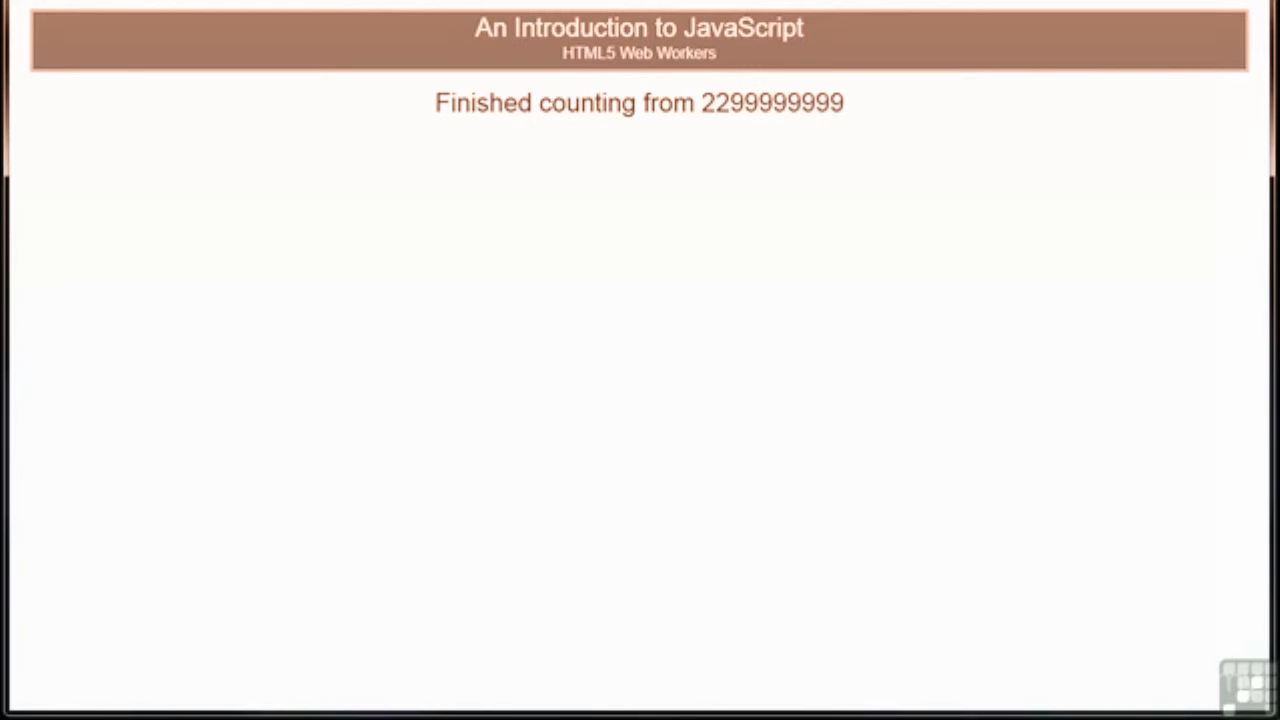 An Introduction to JavaScript
HTML5 Web Workers
Finished counting from 2299999999